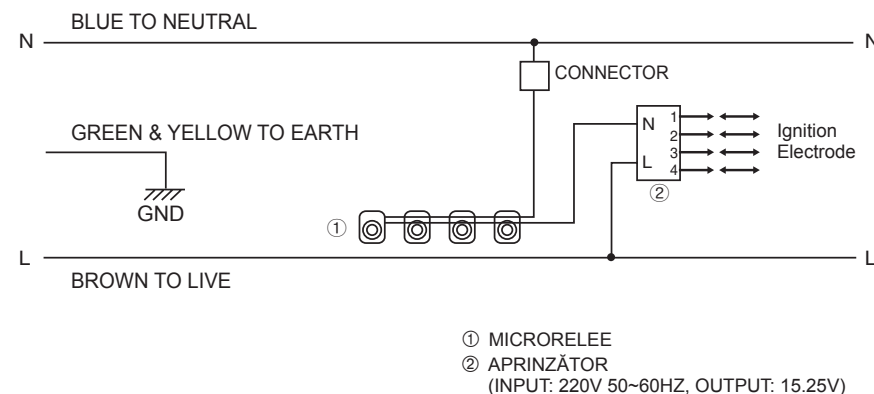 BLUE TO NEUTRAL
N N
CONNECTOR
GREEN & YELLOW TO EARTH
N 1
2
L 3
4
Ignition
Electrode
②
GND
①
L L
BROWN TO LIVE
① MICRORELEE
② APRINZĂTOR
(INPUT: 220V 50~60HZ, OUTPUT: 15.25V)